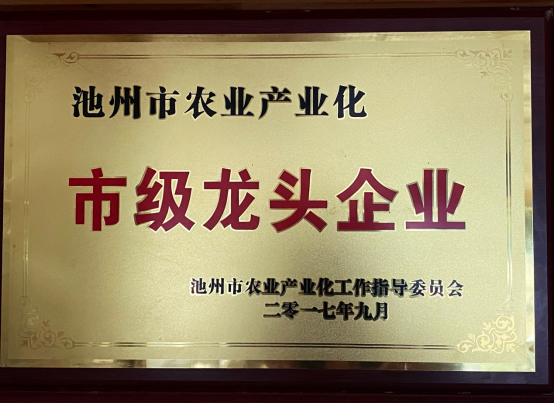 池州市农业产业化
市级龙头企业
池州市农业产业化工作指导委员会
二零一七年九月